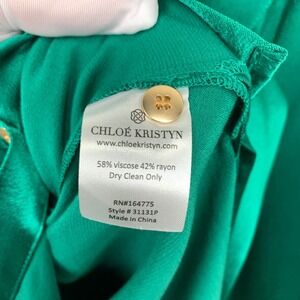 CHLOÉ KRISTYN
www.chloekristyn.com
58% viscose 42% rayon
Dry Clean Only
RN#164775
Style # 31131P
Made In China